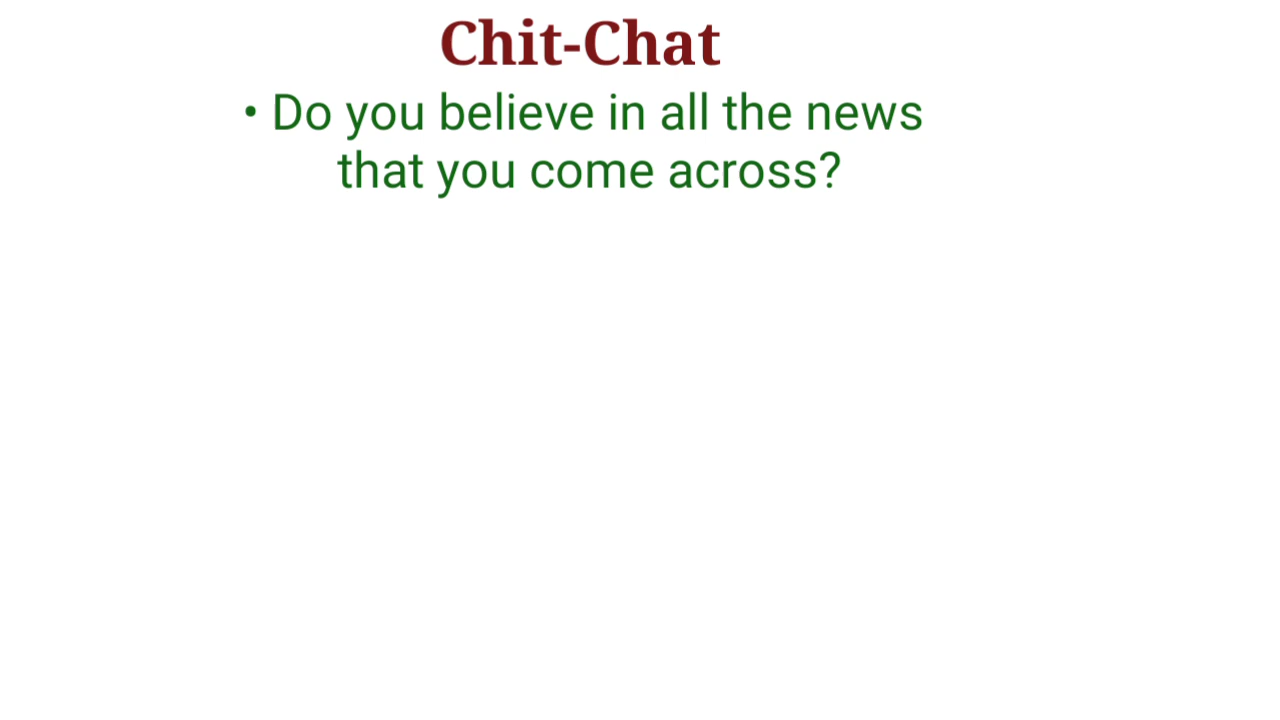 Chit-Chat
• Do you believe in all the news
that you come across?